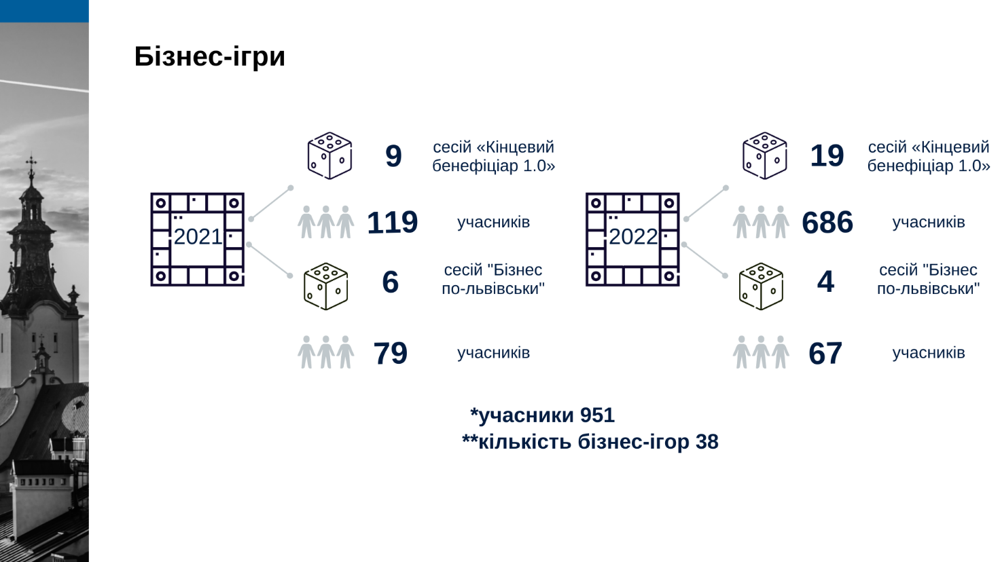 Бізнес-ігри
2021
9
сесій «Кінцевий
бенефіціар 1.0»
119
учасників
6
сесій "Бізнес
по-львівськи"
79
учасників
2022
19
сесій «Кінцевий
бенефіціар 1.0»
686
учасників
4
сесій "Бізнес
по-львівськи"
67
учасників
*учасники 951
**кількість бізнес-ігор 38